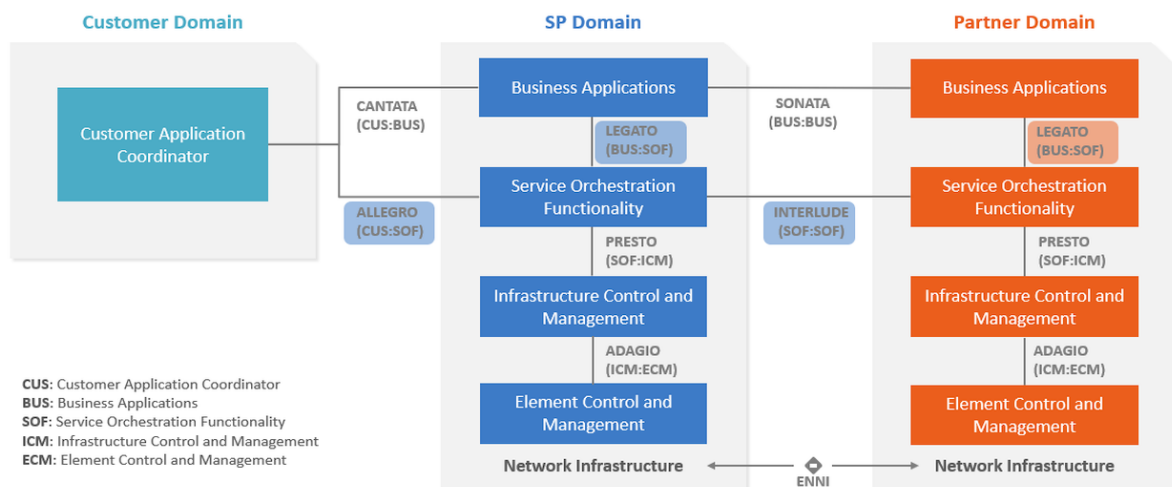 Customer Domain
SP Domain
Partner Domain
Customer Application
Coordinator
CANTATA
(CUS:BUS)
ALLEGRO
(CUS:SOF)
Business Applications
LEGATO
(BUS:SOF)
Service Orchestration
Functionality
PRESTO
(SOF:ICM)
Infrastructure Control and
Management
ADAGIO
(ICM:ECM)
Element Control and
Management
Network Infrastructure
SONATA
(BUS:BUS)
INTERLUDE
(SOF:SOF)
ENNI
Business Applications
LEGATO
(BUS:SOF)
Service Orchestration
Functionality
PRESTO
(SOF:ICM)
Infrastructure Control and
Management
ADAGIO
(ICM:ECM)
Element Control and
Management
Network Infrastructure
CUS: Customer Application Coordinator
BUS: Business Applications
SOF: Service Orchestration Functionality
ICM: Infrastructure Control and Management
ECM: Element Control and Management